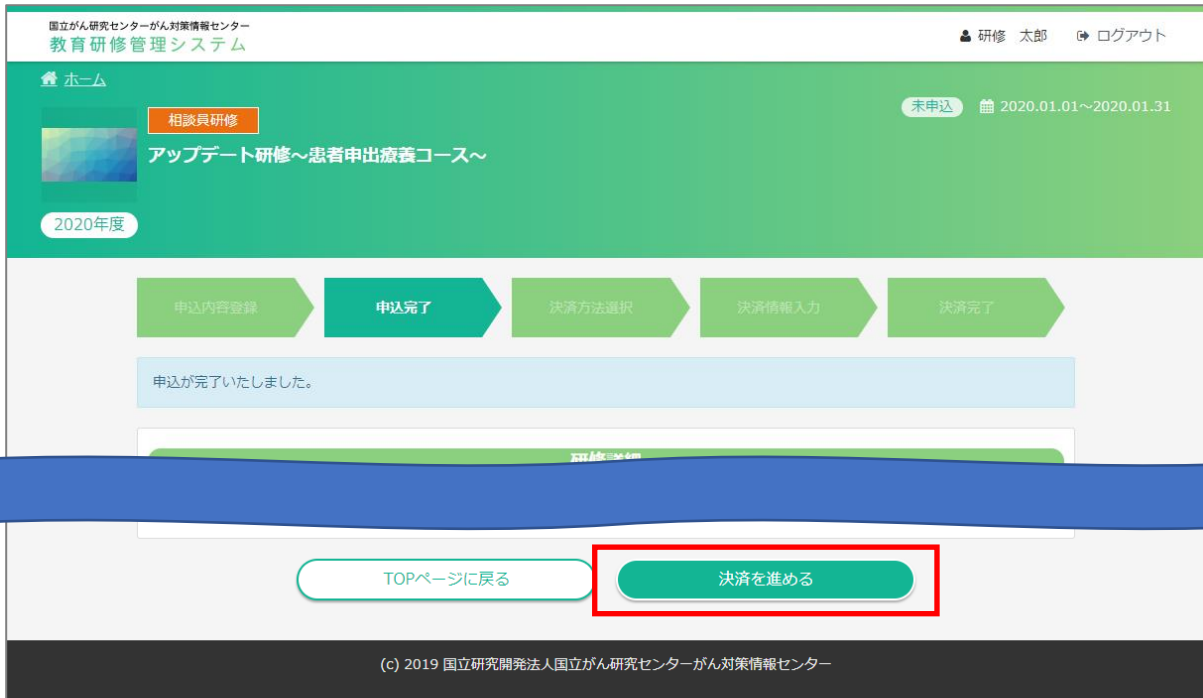 国立がん研究センターがん対策情報センター
教育研修管理システム
研修 太郎 ログアウト
ホーム
未申込 2020.01.01~2020.01.31
相談員研修
アップデート研修～患者申出療養コース～
2020年度
申込内容登録 申込完了 決済方法選択 決済情報入力 決済完了
申込が完了いたしました。
研修詳細
TOPページに戻る 決済を進める
(c) 2019 国立研究開発法人国立がん研究センターがん対策情報センター